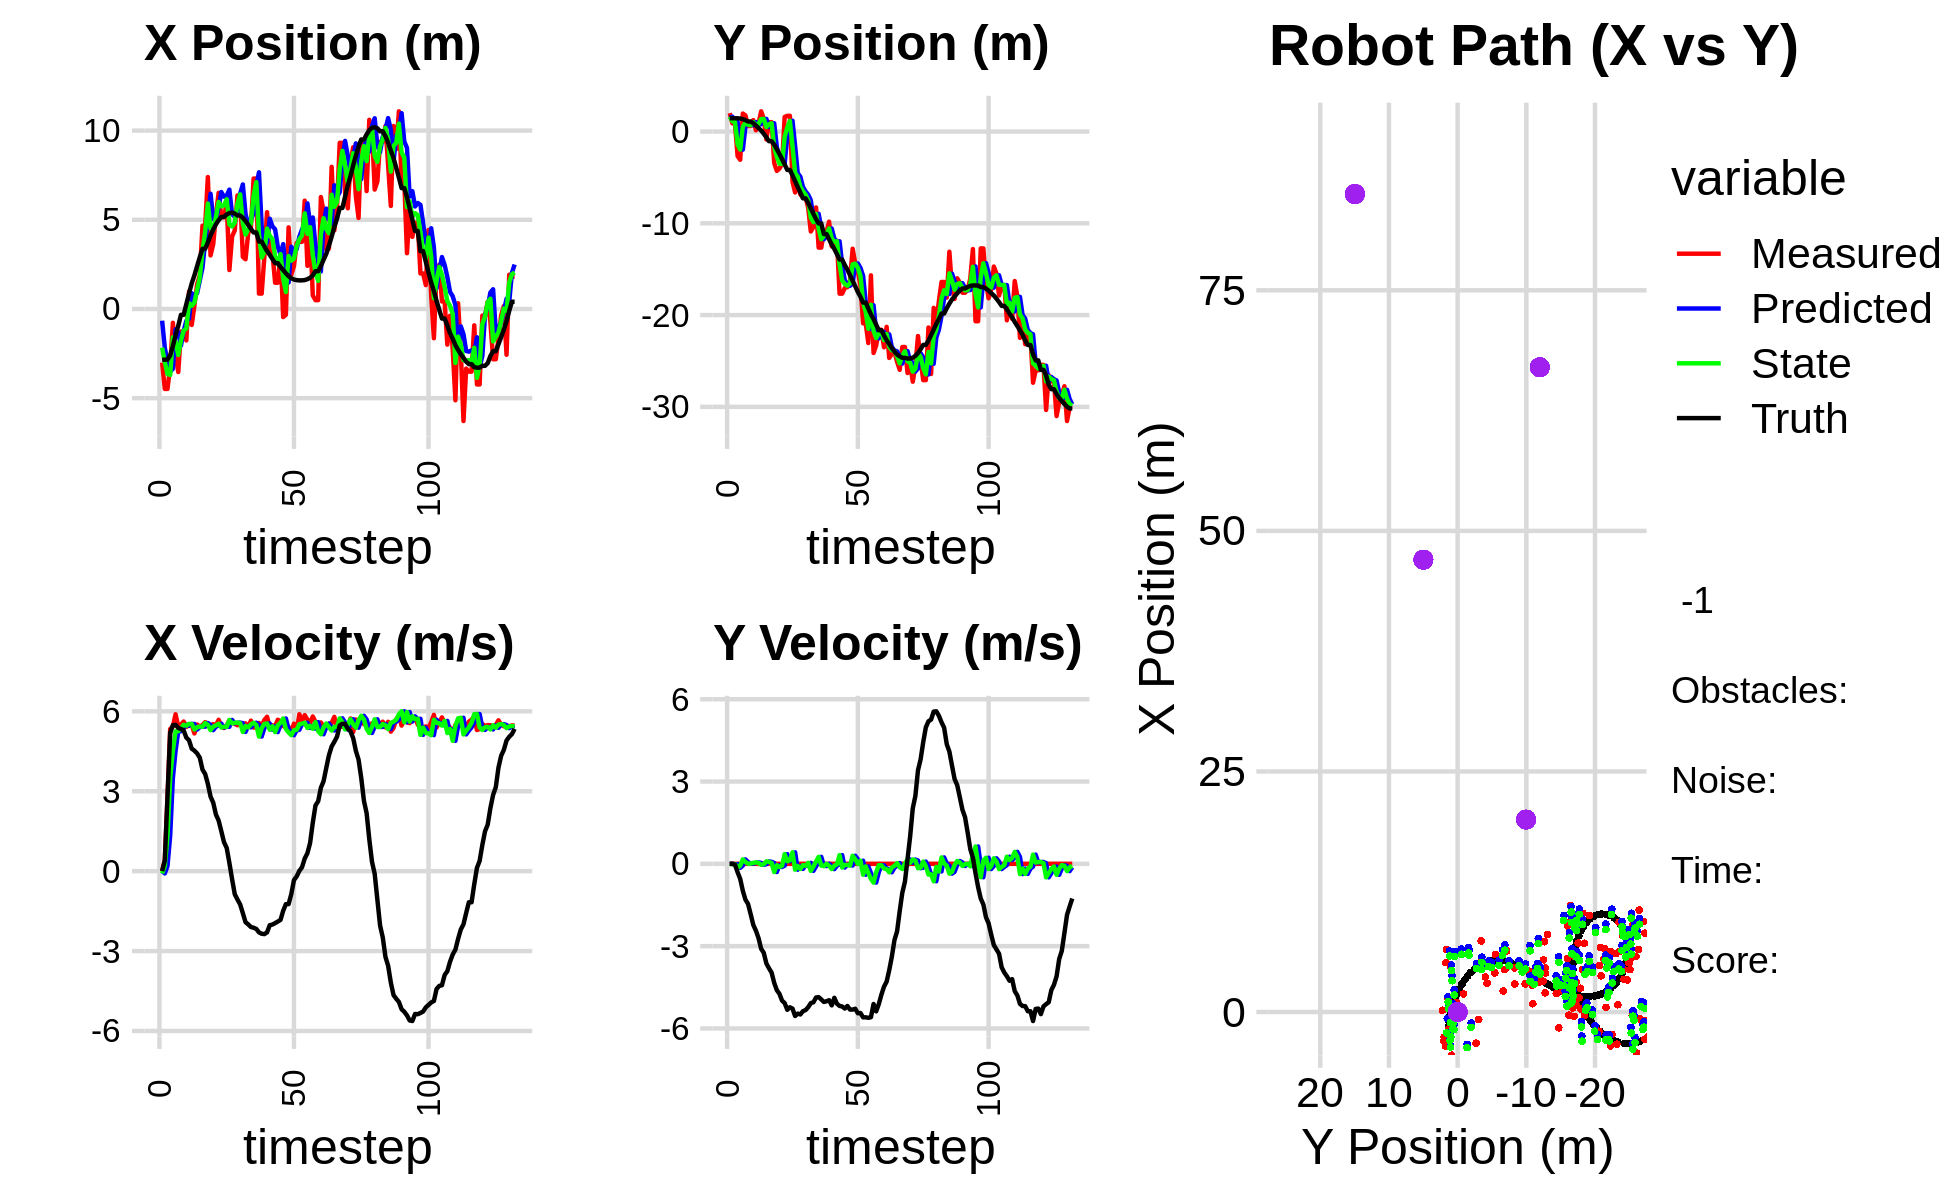 X Position (m)
10
5
0
-5
0
50
100
timestep
Y Position (m)
0
-10
-20
-30
0
50
100
timestep
X Velocity (m/s)
6
3
0
-3
-6
0
50
100
timestep
Y Velocity (m/s)
6
3
0
-3
-6
0
50
100
timestep
Robot Path (X vs Y)
X Position (m)
75
50
25
0
20 10 0 -10 -20
Y Position (m)
variable
Measured
Predicted
State
Truth
-1
Obstacles:
Noise:
Time:
Score: